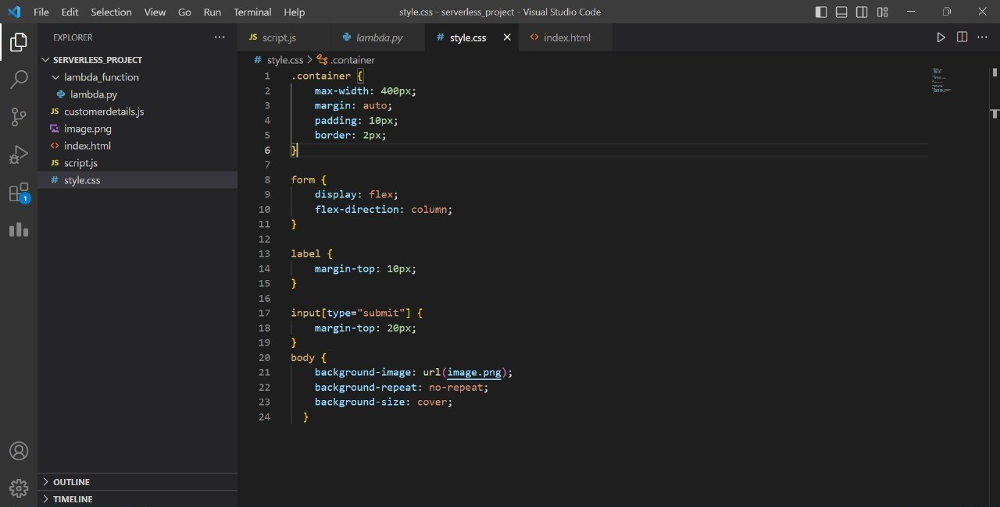 File Edit Selection View Go Run Terminal Help style.css - serverless_project - Visual Studio Code
EXPLORER
SERVERLESS_PROJECT
lambda_function
lambda.py
JS customerdetails.js
image.png
<> index.html
JS script.js
# style.css
1
OUTLINE
TIMELINE
JS script.js lambda.py # style.css <> index.html
# style.css > .container
1 .container {
2     max-width: 400px;
3     margin: auto;
4     padding: 10px;
5     border: 2px;
6 }
7
8 form {
9     display: flex;
10     flex-direction: column;
11 }
12
13 label {
14     margin-top: 10px;
15 }
16
17 input[type="submit"] {
18     margin-top: 20px;
19 }
20 body {
21     background-image: url(image.png);
22     background-repeat: no-repeat;
23     background-size: cover;
24   }